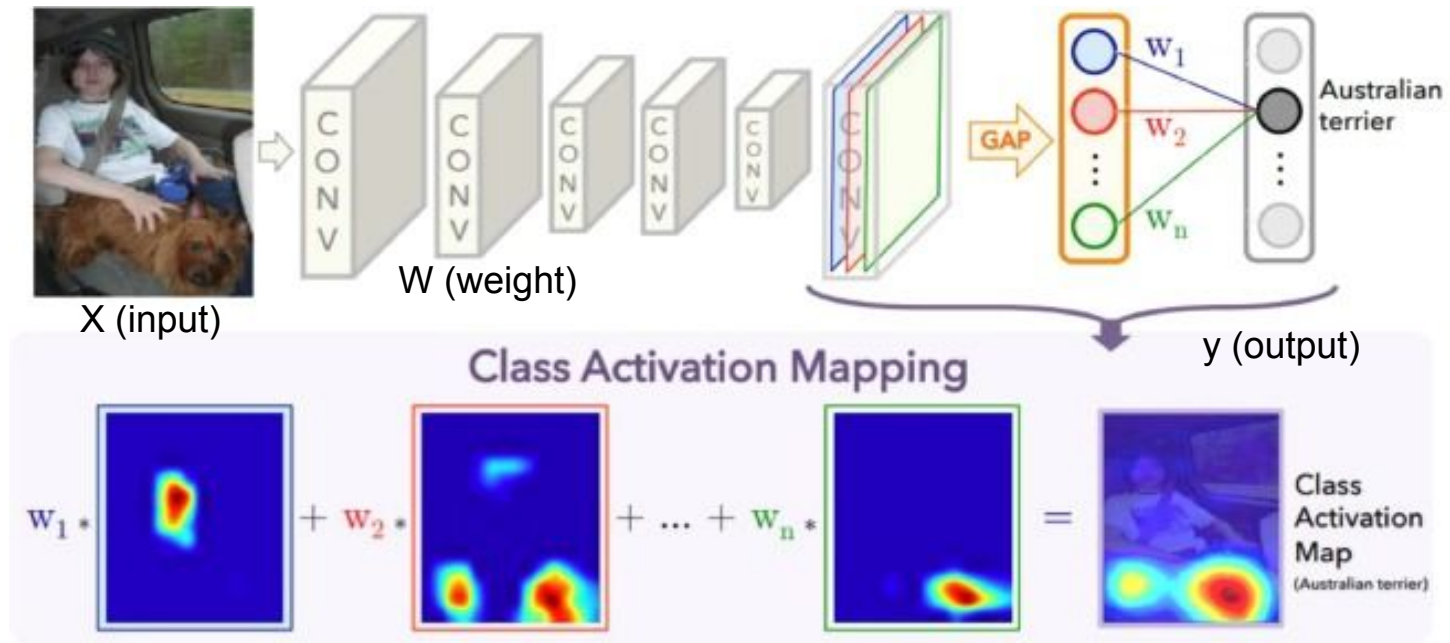 CONV
CONV
CONV
CONV
CONV
CONV
GAP
w1
w2
wn
Australian
terrier
X (input)
W (weight)
y (output)
Class Activation Mapping
w1 * + w2 * + ... + wn * =
Class
Activation
Map
(Australian terrier)